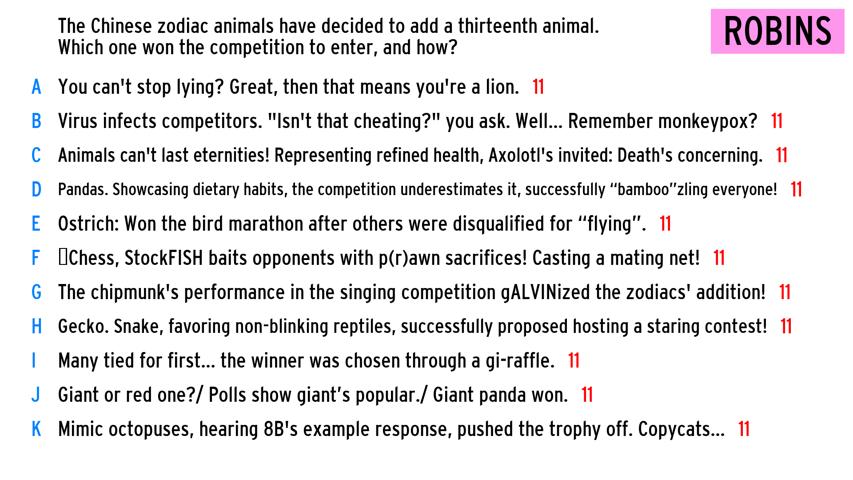 The Chinese zodiac animals have decided to add a thirteenth animal.
Which one won the competition to enter, and how?
ROBINS
A You can't stop lying? Great, then that means you're a lion. 11
B Virus infects competitors. "Isn't that cheating?" you ask. Well... Remember monkeypox? 11
C Animals can't last eternities! Representing refined health, Axolotl's invited: Death's concerning. 11
D Pandas. Showcasing dietary habits, the competition underestimates it, successfully “bamboo”zling everyone! 11
E Ostrich: Won the bird marathon after others were disqualified for “flying”. 11
F Chess, StockFISH baits opponents with p(r)awn sacrifices! Casting a mating net! 11
G The chipmunk's performance in the singing competition gALVINized the zodiacs' addition! 11
H Gecko. Snake, favoring non-blinking reptiles, successfully proposed hosting a staring contest! 11
I Many tied for first... the winner was chosen through a gi-raffle. 11
J Giant or red one?/ Polls show giant’s popular./ Giant panda won. 11
K Mimic octopuses, hearing 8B's example response, pushed the trophy off. Copycats... 11